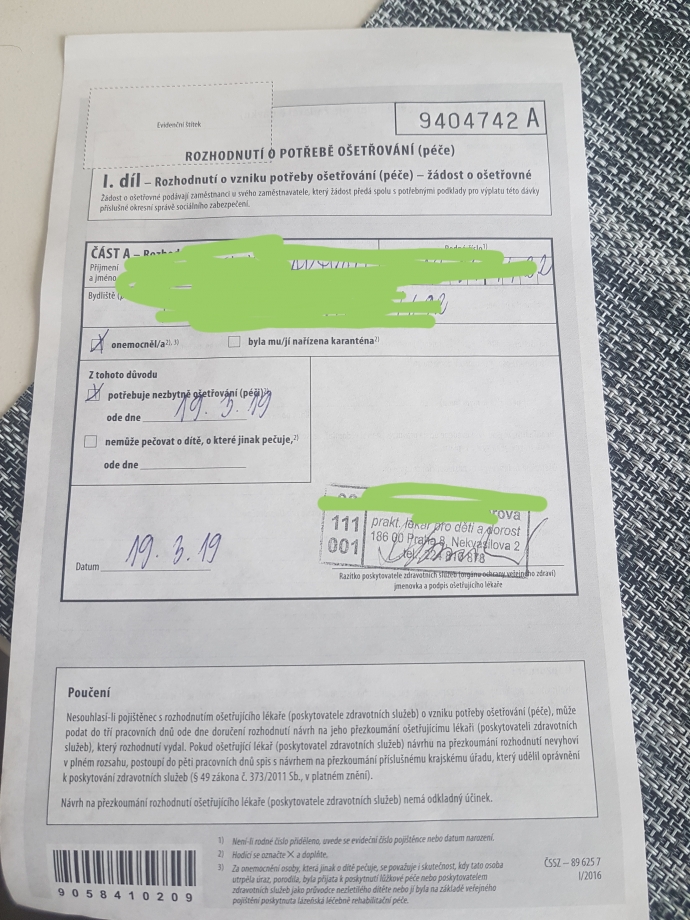 Evidenční štítek
9404742 A
ROZHODNUTÍ O POTŘEBĚ OŠETŘOVÁNÍ (péče)
I. díl – Rozhodnutí o vzniku potřeby ošetřování (péče) – žádost o ošetřovné
Žádost o ošetřovné podávají zaměstnanci u svého zaměstnavatele, který žádost předá spolu s potřebnými podklady pro výplatu této dávky
příslušné okresní správě sociálního zabezpečení.
ČÁST A –
Příjmení
a jméno
Bydliště
onemocněl/a2), 3)
byla mu/jí nařízena karanténa2)
Z tohoto důvodu
potřebuje nezbytně ošetřování (péči)2)
ode dne 19. 3. 19
nemůže pečovat o dítě, o které jinak pečuje,2)
ode dne
rova
111 prakt. lékař pro děti a dorost
001 186 00 Praha 8, Nekvasilova 2
tel.
Datum 19. 3. 19
Razítko poskytovatele zdravotních služeb (orgánu ochrany veřejného zdraví)
jmenovka a podpis ošetřujícího lékaře
Poučení
Nesouhlasí-li pojištěnec s rozhodnutím ošetřujícího lékaře (poskytovatele zdravotních služeb) o vzniku potřeby ošetřování (péče), může
podat do tří pracovních dnů ode dne doručení rozhodnutí návrh na jeho přezkoumání ošetřujícímu lékaři (poskytovateli zdravotních
služeb), který rozhodnutí vydal. Pokud ošetřující lékař (poskytovatel zdravotních služeb) návrhu na přezkoumání rozhodnutí nevyhoví
v plném rozsahu, postoupí do pěti pracovních dnů spis s návrhem na přezkoumání příslušnému krajskému úřadu, který udělil oprávnění
k poskytování zdravotních služeb (§ 49 zákona č. 373/2011 Sb., v platném znění).
Návrh na přezkoumání rozhodnutí ošetřujícího lékaře (poskytovatele zdravotních služeb) nemá odkladný účinek.
1) Není-li rodné číslo přiděleno, uvede se evidenční číslo pojištěnce nebo datum narození.
2) Hodící se označte X a doplňte.
3) Za onemocnění osoby, která jinak o dítě pečuje, se považuje i skutečnost, kdy tato osoba
utrpěla úraz, porodila, byla přijata k poskytnutí lůžkové péče nebo poskytovatelem
zdravotních služeb jako průvodce nezletilého dítěte nebo jí byla na základě veřejného
pojištění poskytnuta lázeňská léčebně rehabilitační péče.
ČSSZ – 89 625 7
I/2016
9058410209